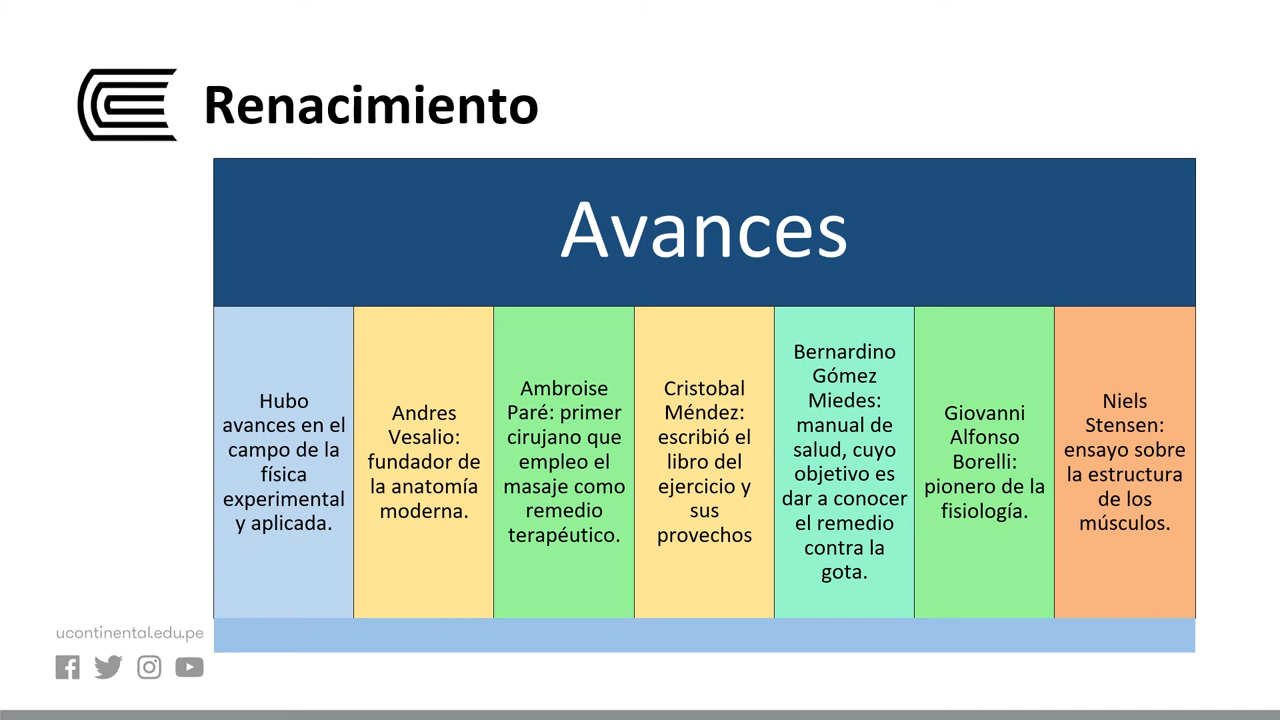 Renacimiento
Avances
Hubo
avances en el
campo de la
física
experimental
y aplicada.
Andres
Vesalio:
fundador de
la anatomía
moderna.
Ambroise
Paré: primer
cirujano que
empleo el
masaje como
remedio
terapéutico.
Cristobal
Méndez:
escribió el
libro del
ejercicio y
sus
provechos
Bernardino
Gómez
Miedes:
manual de
salud, cuyo
objetivo es
dar a conocer
el remedio
contra la
gota.
Giovanni
Alfonso
Borelli:
pionero de la
fisiología.
Niels
Stensen:
ensayo sobre
la estructura
de los
músculos.
ucontinental.edu.pe